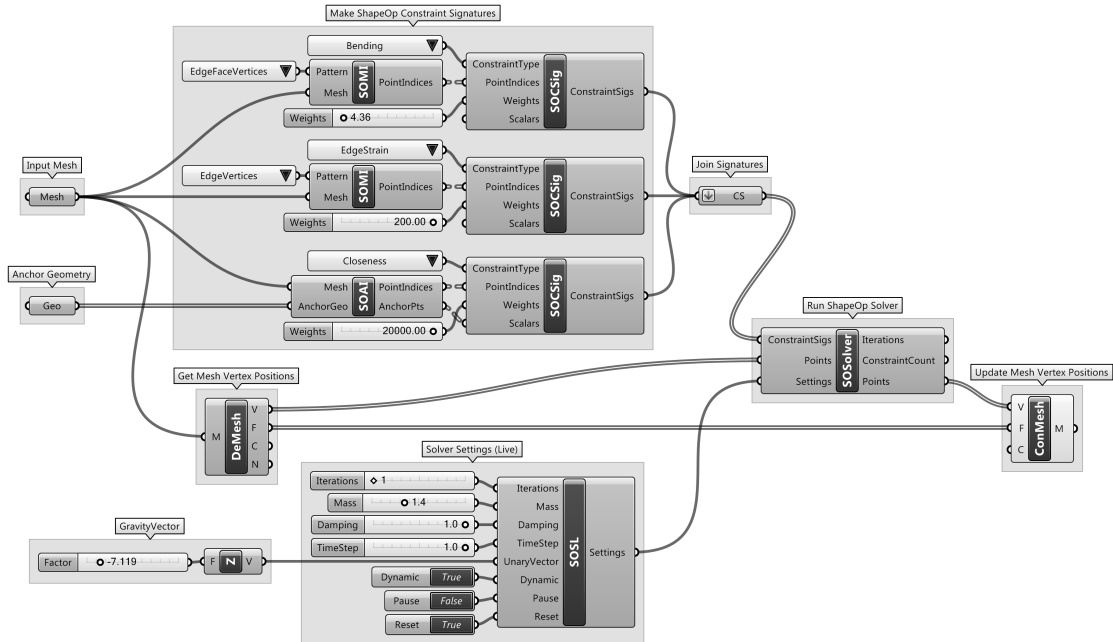 Make ShapeOp Constraint Signatures
Bending
EdgeFaceVertices
Pattern
Mesh
SOMI
PointIndices
Weights
4.36
ConstraintType
PointIndices
Weights
Scalars
SOCSig
ConstraintSigs
EdgeStrain
EdgeVertices
Pattern
Mesh
SOMI
PointIndices
Weights
200.00
ConstraintType
PointIndices
Weights
Scalars
SOCSig
ConstraintSigs
Input Mesh
Mesh
Anchor Geometry
Geo
Closeness
Mesh
AnchorGeo
SOAI
PointIndices
AnchorPts
Weights
20000.00
ConstraintType
PointIndices
Weights
Scalars
SOCSig
ConstraintSigs
Join Signatures
CS
Run ShapeOp Solver
ConstraintSigs
Points
Settings
SOSolver
Iterations
ConstraintCount
Points
Get Mesh Vertex Positions
M
DeMesh
V
F
C
N
Update Mesh Vertex Positions
V
F
C
ConMesh
M
Solver Settings (Live)
Iterations
1
Mass
1.4
Damping
1.0
TimeStep
1.0
Dynamic
True
Pause
False
Reset
True
Iterations
Mass
Damping
TimeStep
UnaryVector
Dynamic
Pause
Reset
SOSL
Settings
GravityVector
Factor
-7.119
F
Z
V